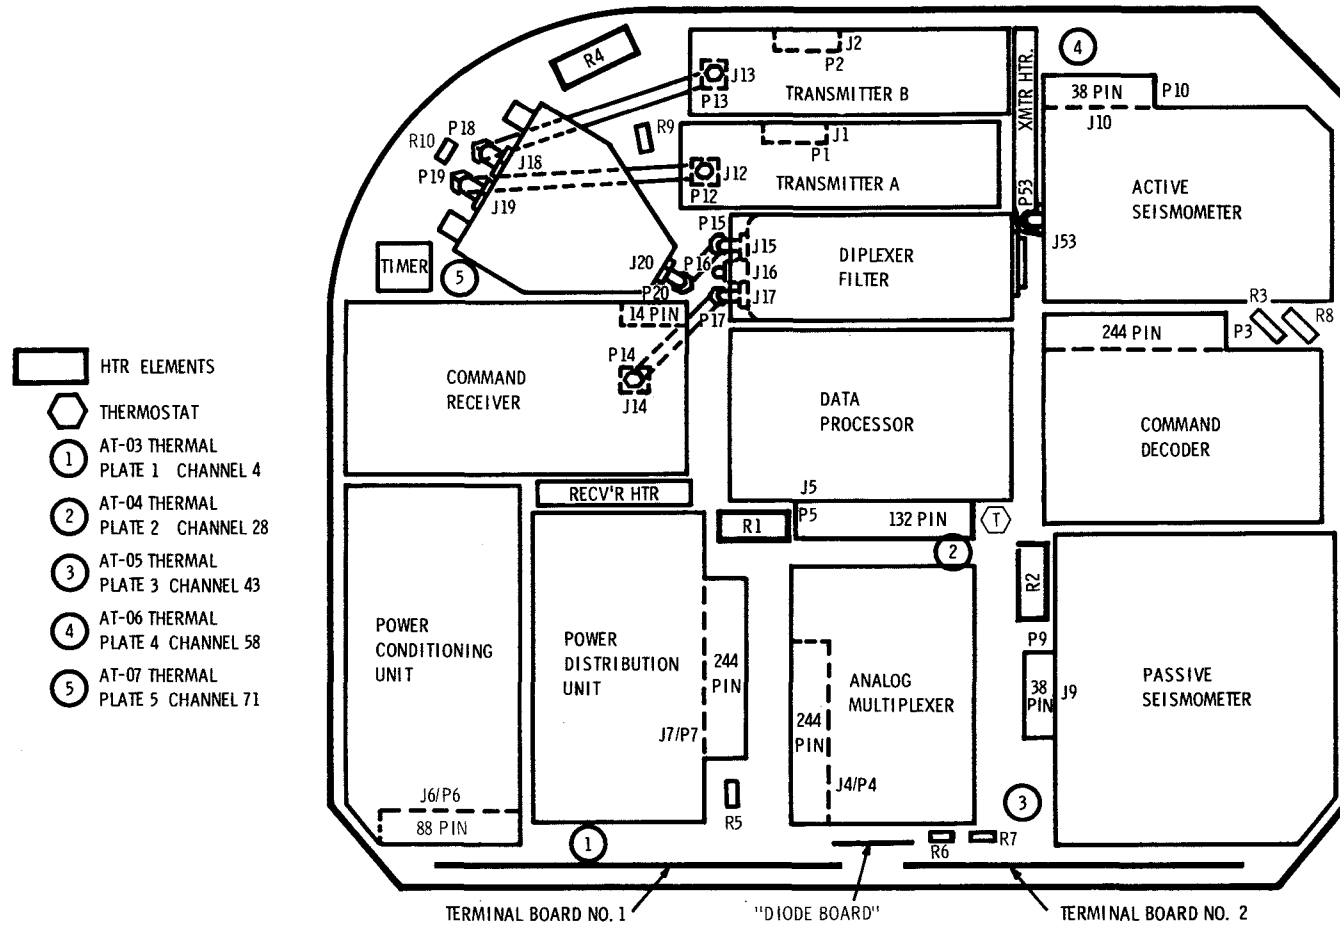 R4
J2
P2
J13
P13
TRANSMITTER B
XMTR HTR.
4
38 PIN
P10
J10
R10
P18
R9
J1
P1
J18
J12
P12
TRANSMITTER A
P19
J19
ACTIVE
SEISMOMETER
P53
J53
P15
J15
DIPLEXER
FILTER
TIMER
5
J20
P16
J16
P20
J17
P17
14 PIN
R3
R8
244 PIN
P3
HTR ELEMENTS
P14
COMMAND
RECEIVER
J14
DATA
PROCESSOR
COMMAND
DECODER
THERMOSTAT
1
AT-03 THERMAL
PLATE 1 CHANNEL 4
2
AT-04 THERMAL
PLATE 2 CHANNEL 28
3
AT-05 THERMAL
PLATE 3 CHANNEL 43
4
AT-06 THERMAL
PLATE 4 CHANNEL 58
5
AT-07 THERMAL
PLATE 5 CHANNEL 71
RECV'R HTR
J5
P5
132 PIN
R1
T
2
R2
POWER
CONDITIONING
UNIT
POWER
DISTRIBUTION
UNIT
244
PIN
J7/P7
ANALOG
MULTIPLEXER
244
PIN
J4/P4
P9
38
PIN
J9
PASSIVE
SEISMOMETER
J6/P6
88 PIN
R5
3
1
R6
R7
TERMINAL BOARD NO. 1
"DIODE BOARD"
TERMINAL BOARD NO. 2